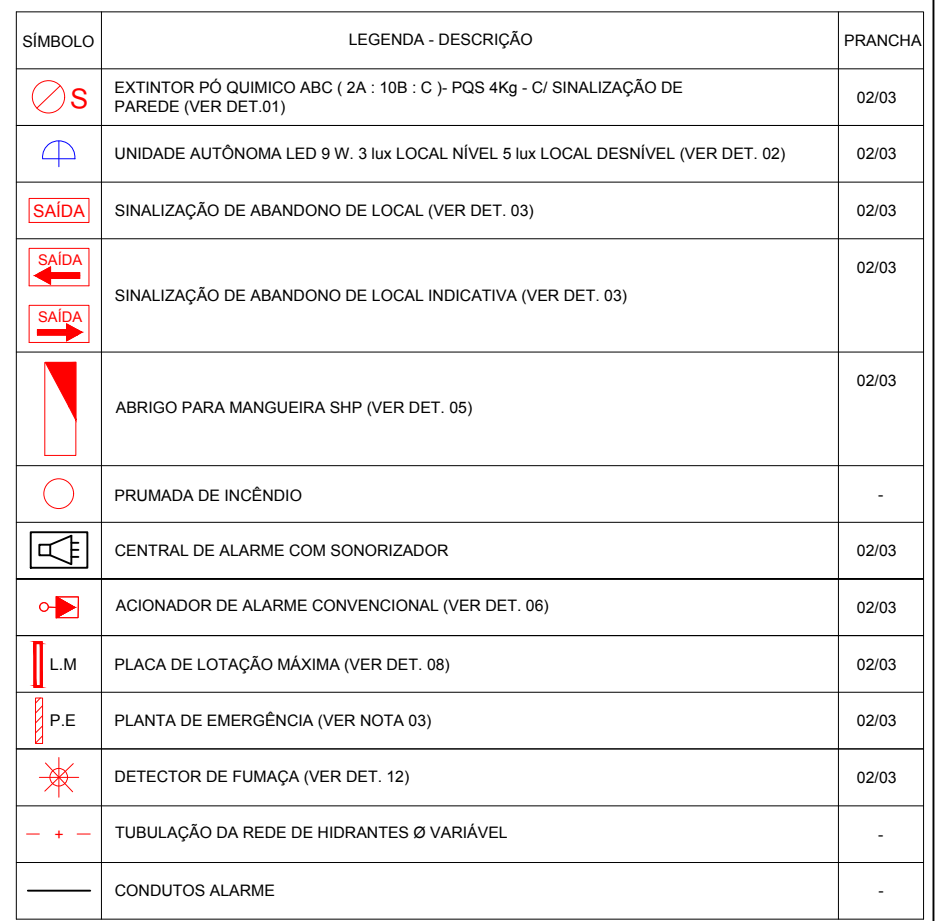 SÍMBOLO LEGENDA - DESCRIÇÃO PRANCHA
S EXTINTOR PÓ QUIMICO ABC ( 2A : 10B : C )- PQS 4Kg - C/ SINALIZAÇÃO DE
PAREDE (VER DET.01) 02/03
UNIDADE AUTÔNOMA LED 9 W. 3 lux LOCAL NÍVEL 5 lux LOCAL DESNÍVEL (VER DET. 02) 02/03
SAÍDA SINALIZAÇÃO DE ABANDONO DE LOCAL (VER DET. 03) 02/03
SAÍDA 02/03
SINALIZAÇÃO DE ABANDONO DE LOCAL INDICATIVA (VER DET. 03)
SAÍDA
02/03
ABRIGO PARA MANGUEIRA SHP (VER DET. 05)
PRUMADA DE INCÊNDIO -
CENTRAL DE ALARME COM SONORIZADOR 02/03
ACIONADOR DE ALARME CONVENCIONAL (VER DET. 06) 02/03
L.M PLACA DE LOTAÇÃO MÁXIMA (VER DET. 08) 02/03
P.E PLANTA DE EMERGÊNCIA (VER NOTA 03) 02/03
DETECTOR DE FUMAÇA (VER DET. 12) 02/03
TUBULAÇÃO DA REDE DE HIDRANTES Ø VARIÁVEL -
CONDUTOS ALARME -